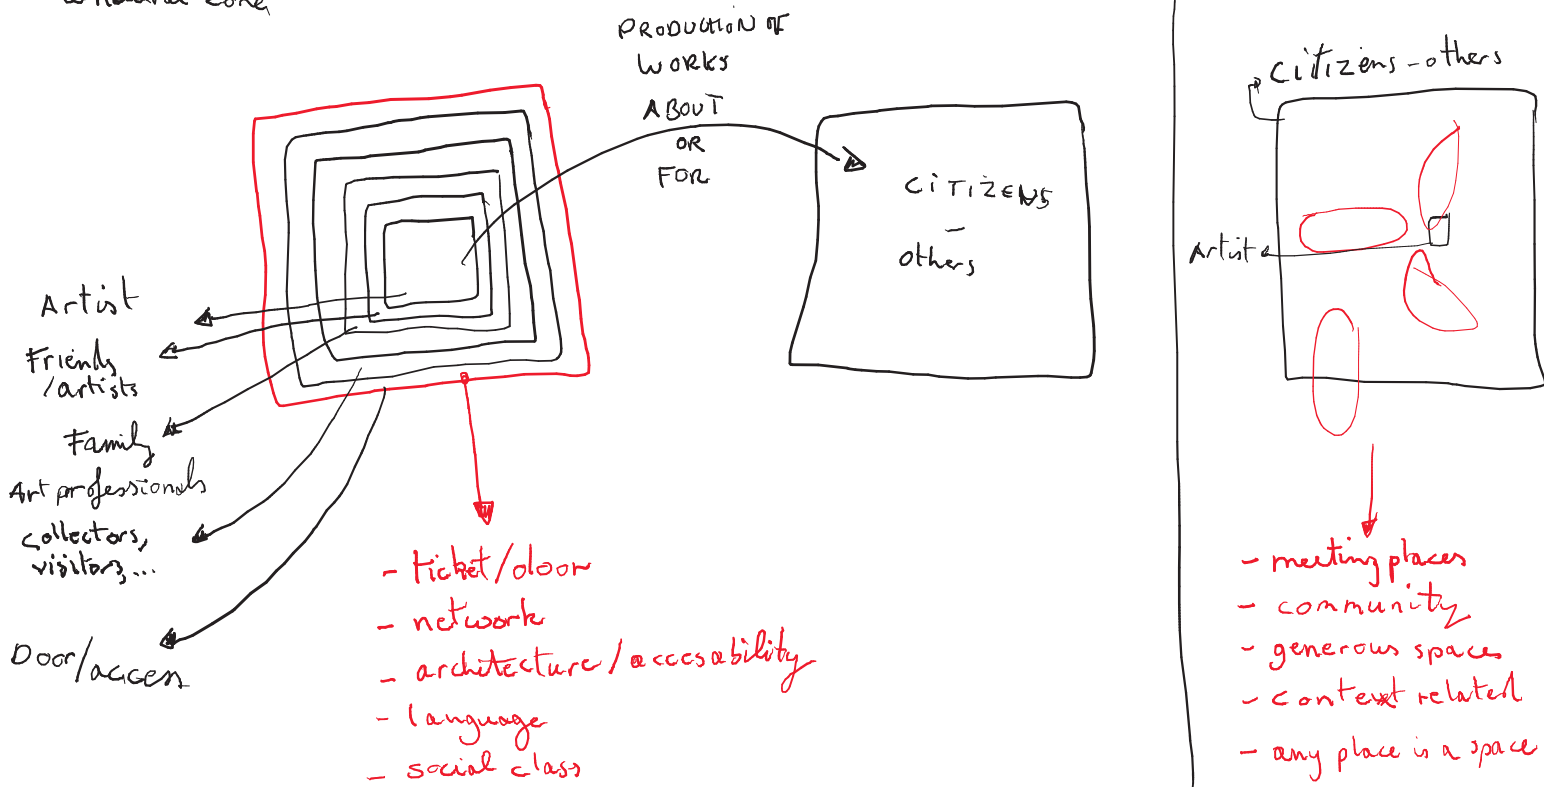 PRODUCTION OF
WORKS
ABOUT
OR
FOR
CITIZENS
-
others
Artist
Friends
/artists
Family
Art professionals
collectors,
visitors,...
Door/access
- ticket/door
- network
- architecture/accesability
- language
- social class
Citizens - others
Artist
- meeting places
- community
- generous spaces
- context related
- any place is a space